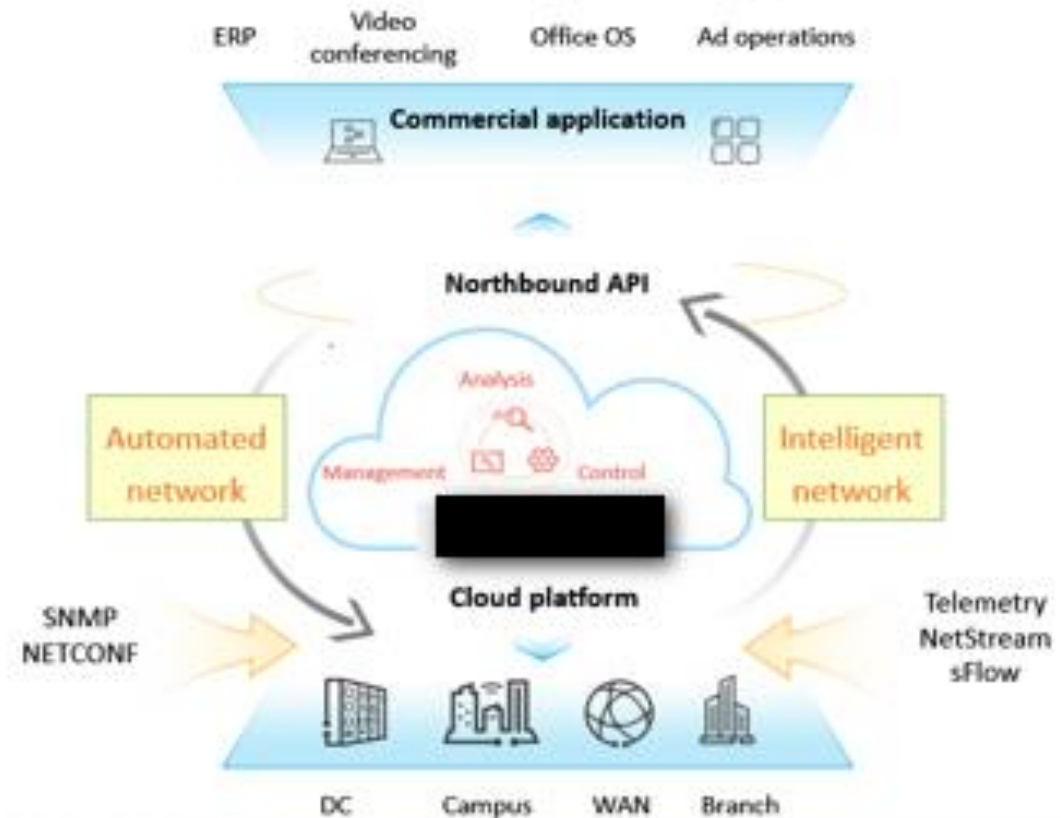 ERP
Video
conferencing
Office OS
Ad operations
Commercial application
Northbound API
Analysis
Automated
network
Management
Control
Intelligent
network
Cloud platform
SNMP
NETCONF
Telemetry
NetStream
sFlow
DC
Campus
WAN
Branch